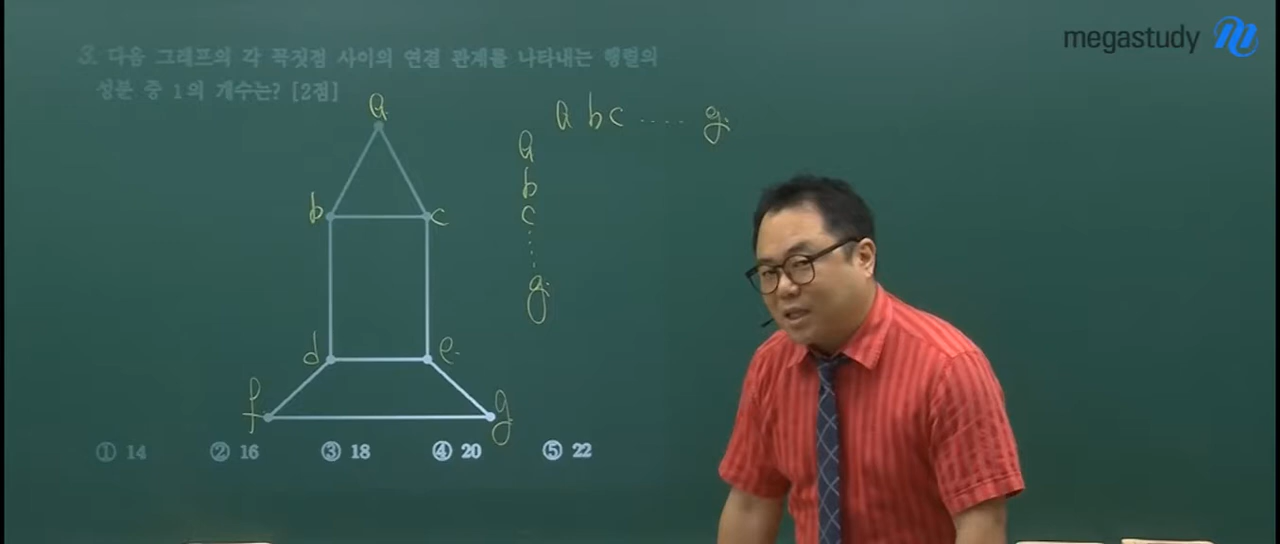 megastudy
3. 다음 그래프의 각 꼭짓점 사이의 연결 관계를 나타내는 행렬의
성분 중 1의 개수는? [2점]
a
b c
d e
f g
a b c ···· g
a
b
c
⋮
g
① 14 ② 16 ③ 18 ④ 20 ⑤ 22